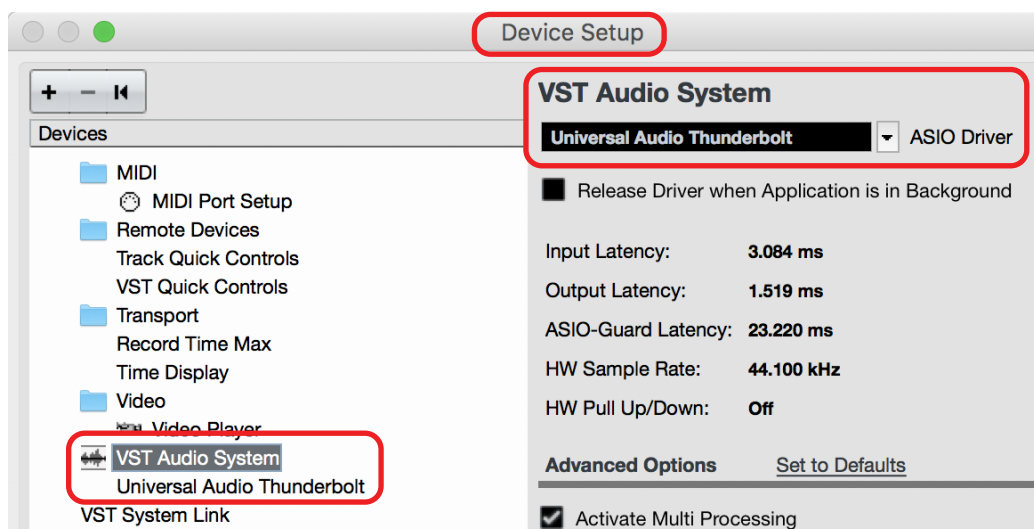 Device Setup
+ −
Devices
MIDI
MIDI Port Setup
Remote Devices
Track Quick Controls
VST Quick Controls
Transport
Record Time Max
Time Display
Video
Video Player
VST Audio System
Universal Audio Thunderbolt
VST System Link
VST Audio System
Universal Audio Thunderbolt ASIO Driver
Release Driver when Application is in Background
Input Latency: 3.084 ms
Output Latency: 1.519 ms
ASIO-Guard Latency: 23.220 ms
HW Sample Rate: 44.100 kHz
HW Pull Up/Down: Off
Advanced Options Set to Defaults
Activate Multi Processing